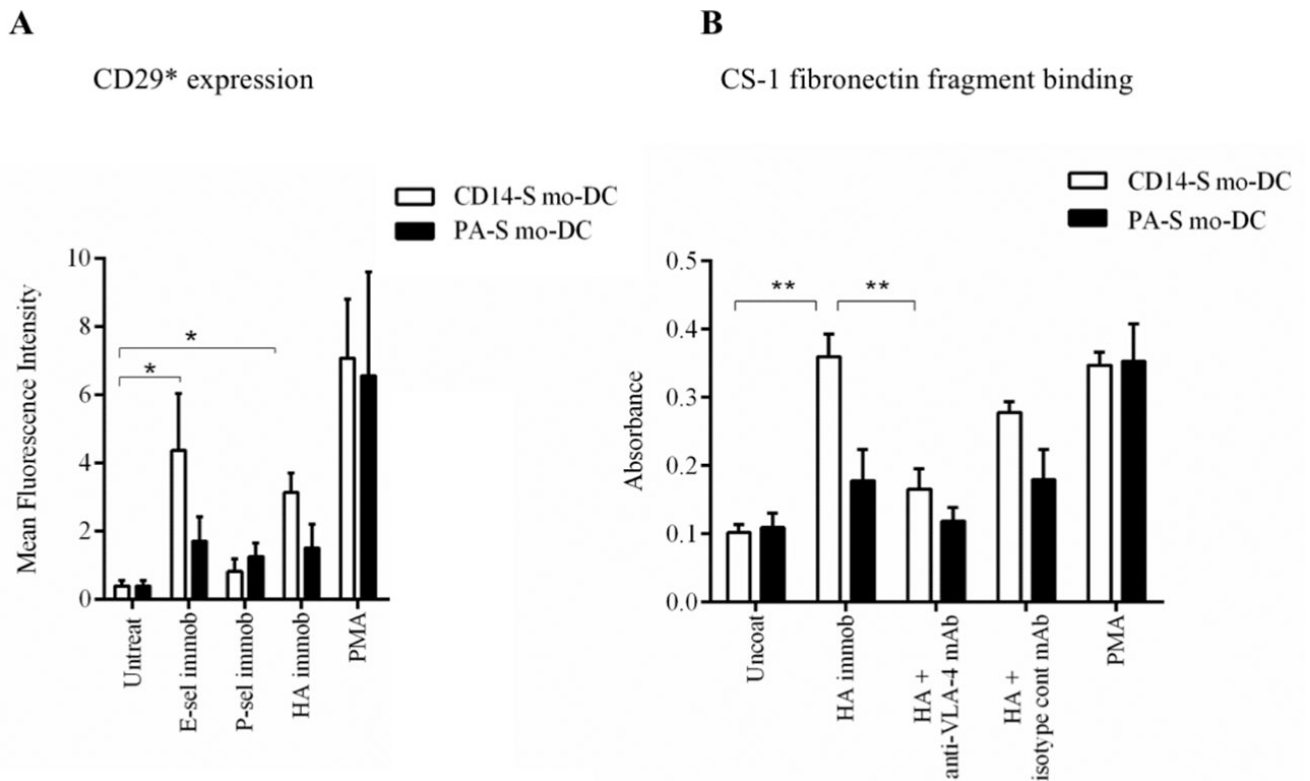 A
CD29* expression
CD14-S mo-DC
PA-S mo-DC
Mean Fluorescence Intensity
10
8
6
4
2
0
*
*
Untreat
E-sel immob
P-sel immob
HA immob
PMA
B
CS-1 fibronectin fragment binding
CD14-S mo-DC
PA-S mo-DC
Absorbance
0.5
0.4
0.3
0.2
0.1
0.0
**
**
Uncoat
HA immob
HA +
anti-VLA-4 mAb
HA +
isotype cont mAb
PMA